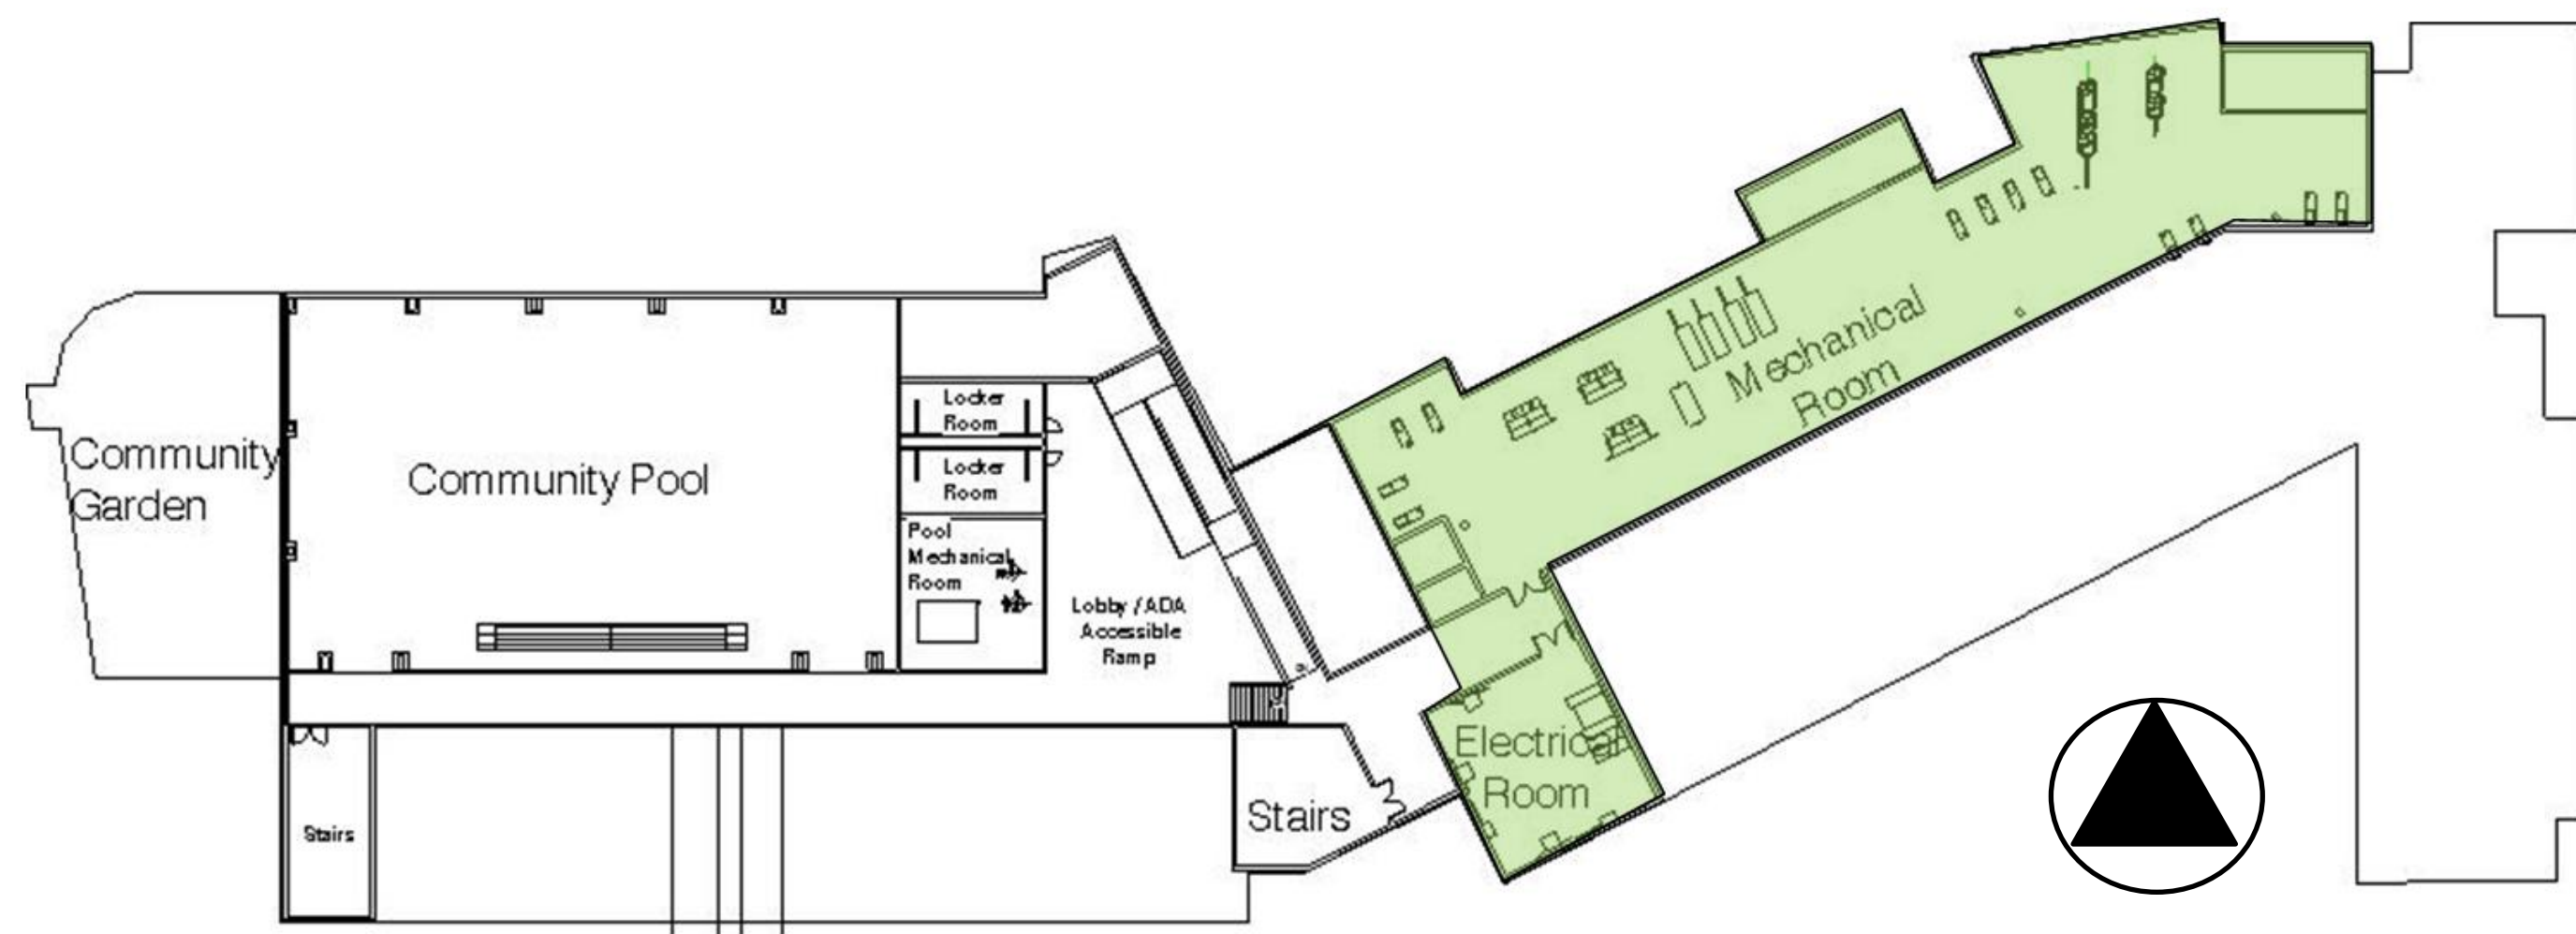 Community
Garden
Community Pool
Locker
Room
Locker
Room
Pool
Mechanical
Room
Lobby / ADA
Accessible
Ramp
Stairs
Stairs
Electrical
Room
Mechanical
Room